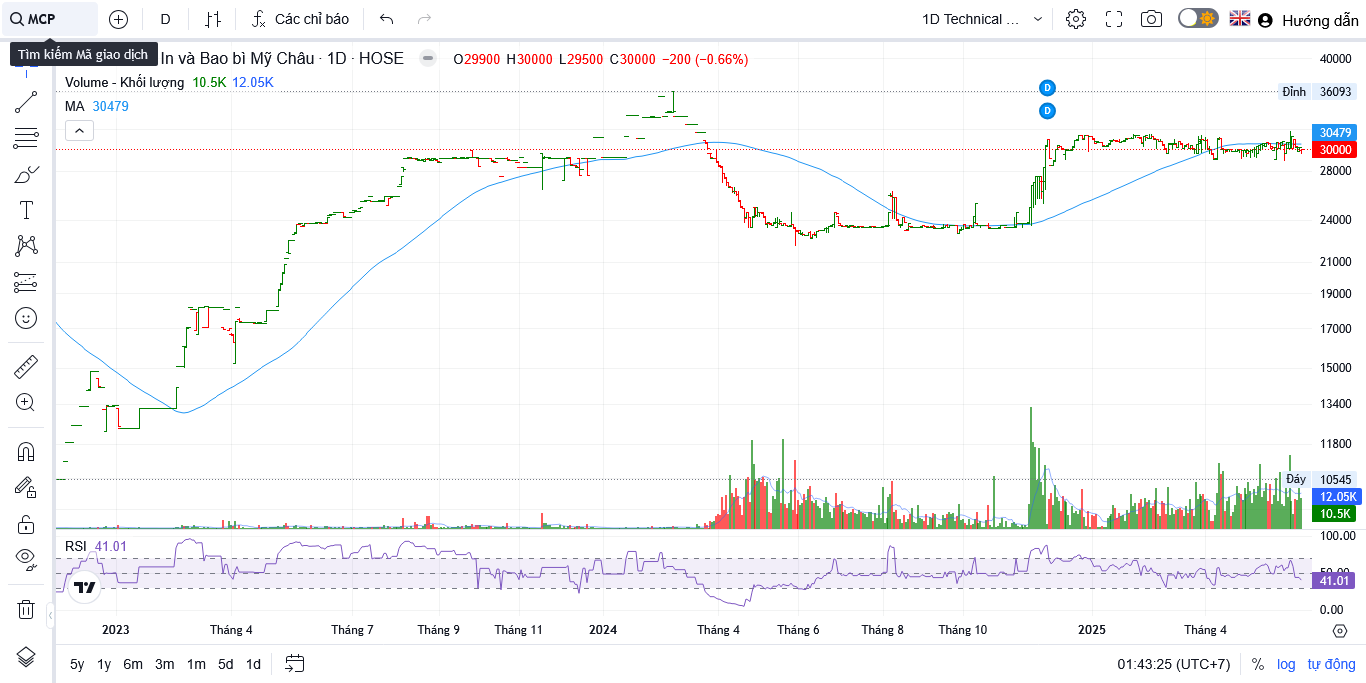 MCP D Các chỉ báo 1D Technical ... Hướng dẫn
Tìm kiếm Mã giao dịch
In và Bao bì Mỹ Châu · 1D · HOSE O29900 H30000 L29500 C30000 −200 (−0.66%)
Volume - Khối lượng 10.5K 12.05K
MA 30479
40000
Đỉnh 36093
D
D
30479
30000
28000
24000
21000
19000
17000
15000
13400
11800
Đáy 10545
12.05K
10.5K
100.00
RSI 41.01
50.00
41.01
0.00
2023 Tháng 4 Tháng 7 Tháng 9 Tháng 11 2024 Tháng 4 Tháng 6 Tháng 8 Tháng 10 2025 Tháng 4
5y 1y 6m 3m 1m 5d 1d 01:43:25 (UTC+7) % log tự động